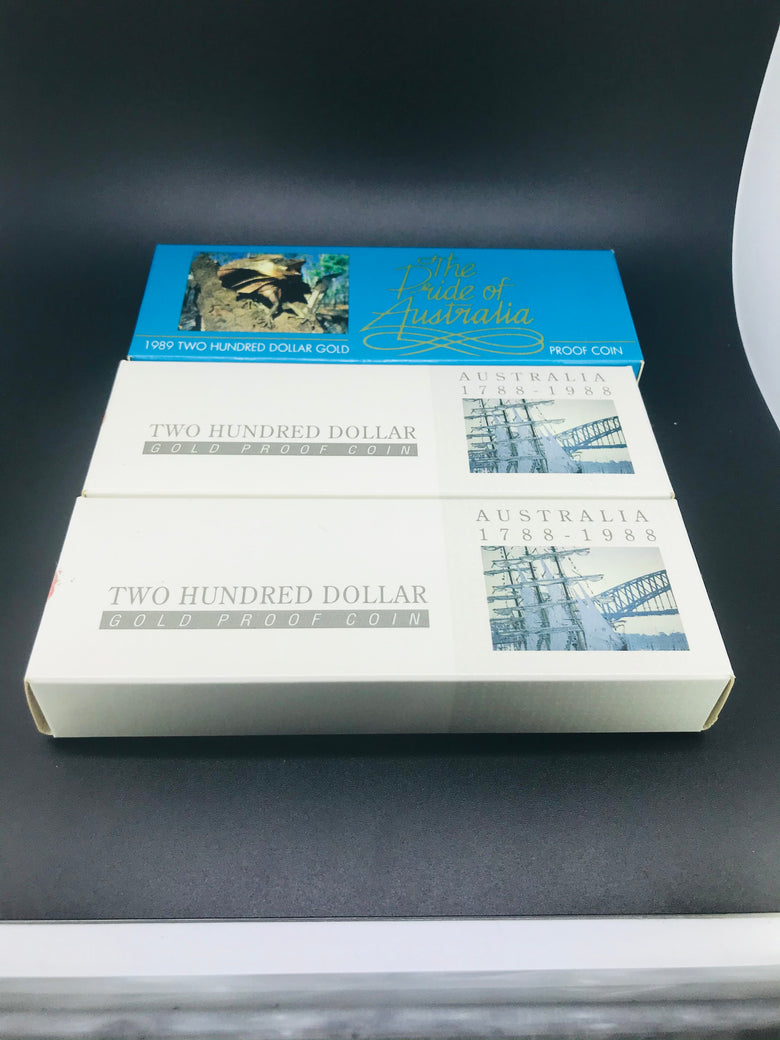 The
Pride of
Australia
1989 TWO HUNDRED DOLLAR GOLD
PROOF COIN
AUSTRALIA
1788-1988
TWO HUNDRED DOLLAR
GOLD PROOF COIN
AUSTRALIA
1788-1988
TWO HUNDRED DOLLAR
GOLD PROOF COIN